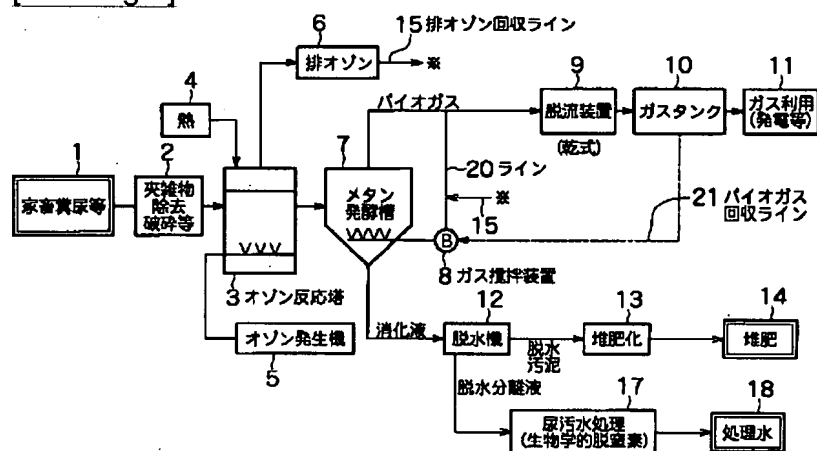 6
15 排オゾン回収ライン
排オゾン
※
4
熱
バイオガス
9
10
11
脱流装置
(乾式)
ガスタンク
ガス利用
(発電等)
1
家畜糞尿等
2
夾雑物
除去
破砕等
7
メタン
発酵槽
20 ライン
※
15
21 バイオガス
回収ライン
B
8 ガス撹拌装置
3 オゾン反応塔
オゾン発生機
5
消化液
12
脱水機
脱水
汚泥
13
堆肥化
14
堆肥
脱水分離液
17
尿汚水処理
(生物学的脱窒素)
18
処理水